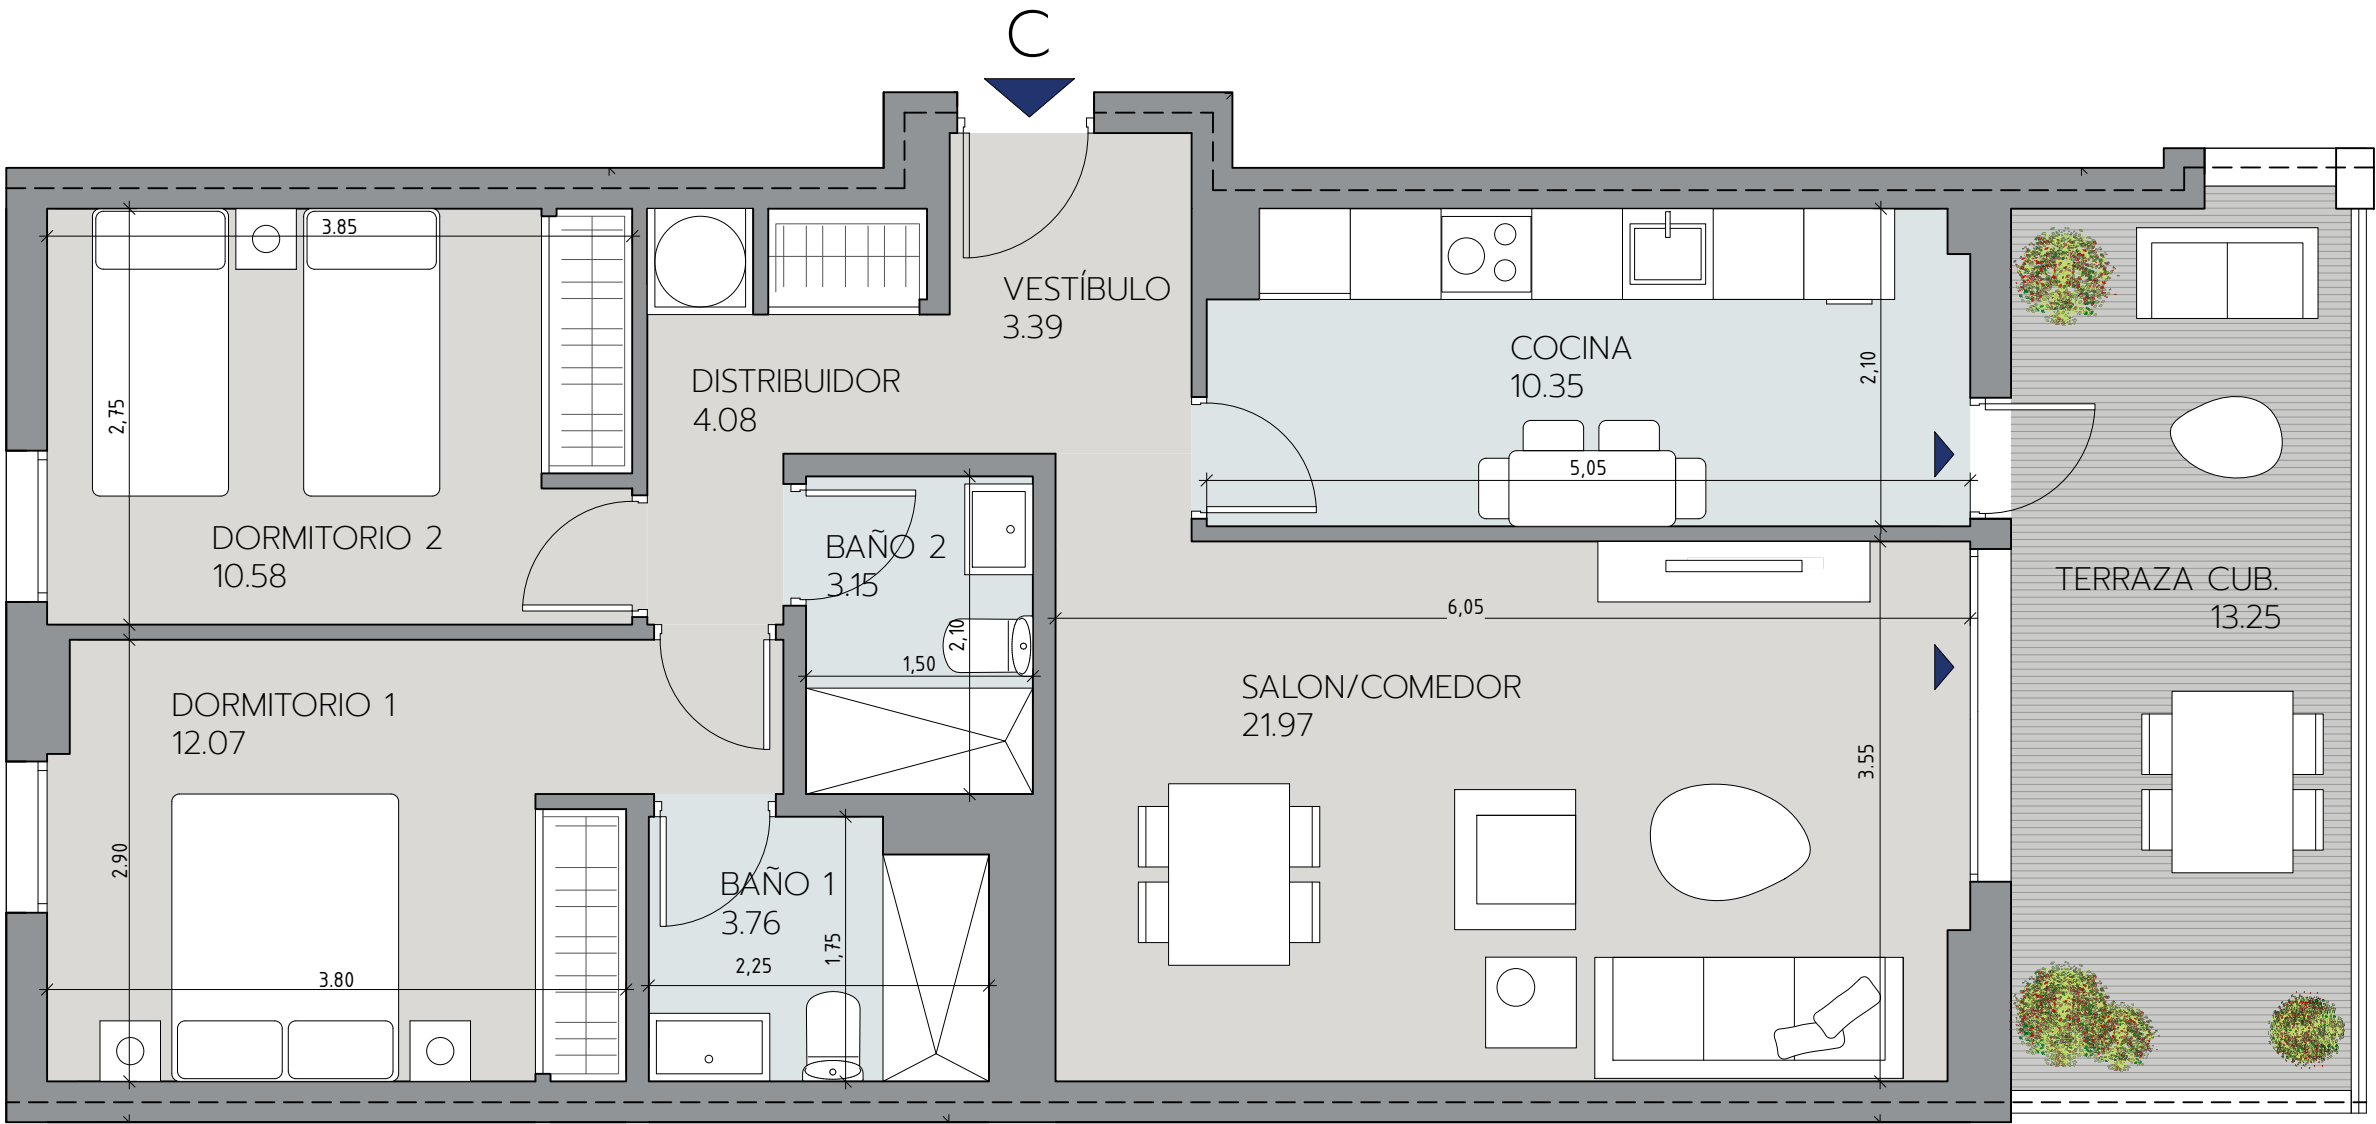 C
3.85
VESTÍBULO
3.39
COCINA
10.35
2,10
DISTRIBUIDOR
4.08
2,75
5,05
DORMITORIO 2
10.58
BAÑO 2
3.15
TERRAZA CUB.
13.25
6,05
2,10
1,50
SALON/COMEDOR
21.97
DORMITORIO 1
12.07
3.55
2.90
BAÑO 1
3.76
1,75
2,25
3.80